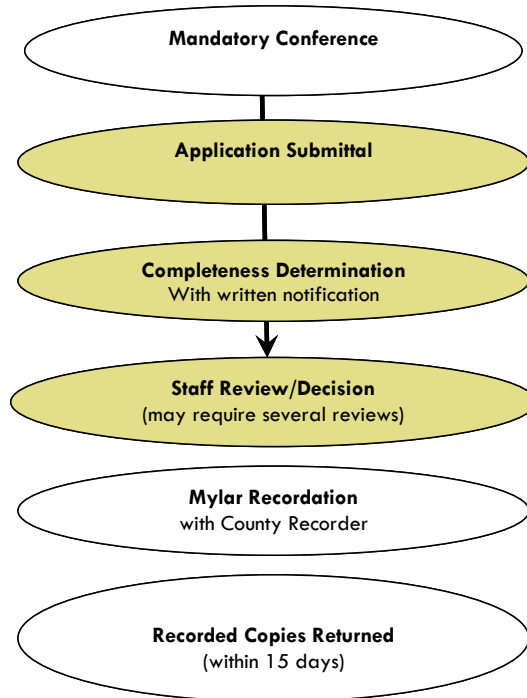 Mandatory Conference
Application Submittal
Completeness Determination
With written notification
Staff Review/Decision
(may require several reviews)
Mylar Recordation
with County Recorder
Recorded Copies Returned
(within 15 days)